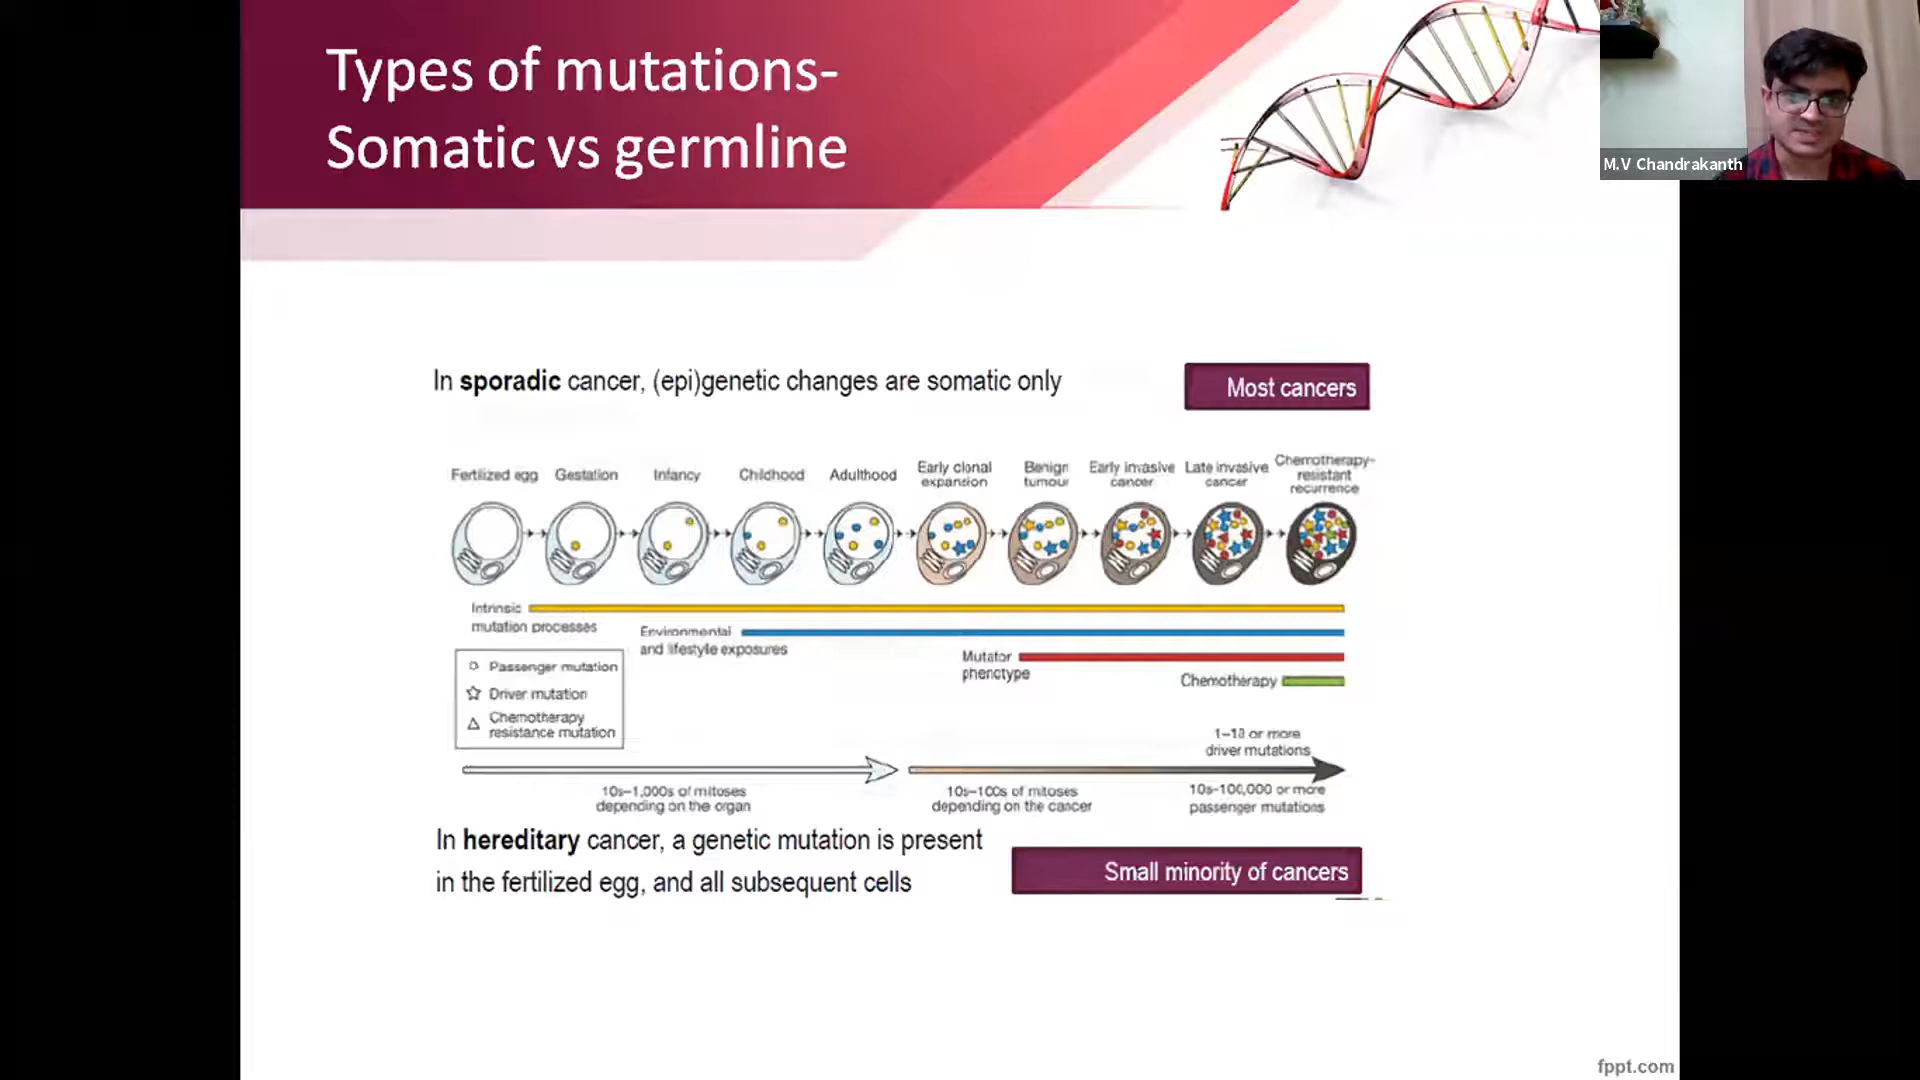 Types of mutations-
Somatic vs germline
M.V Chandrakanth
In sporadic cancer, (epi)genetic changes are somatic only
Most cancers
Fertilized egg
Gestation
Infancy
Childhood
Adulthood
Early clonal
expansion
Benign
tumour
Early invasive
cancer
Late invasive
cancer
Chemotherapy-
resistant
recurrence
Intrinsic
mutation processes
Environmental
and lifestyle exposures
Mutator
phenotype
Chemotherapy
Passenger mutation
Driver mutation
Chemotherapy
resistance mutation
1–10 or more
driver mutations
10s–1,000s of mitoses
depending on the organ
10s–100s of mitoses
depending on the cancer
10s–100,000 or more
passenger mutations
In hereditary cancer, a genetic mutation is present
in the fertilized egg, and all subsequent cells
Small minority of cancers
fppt.com